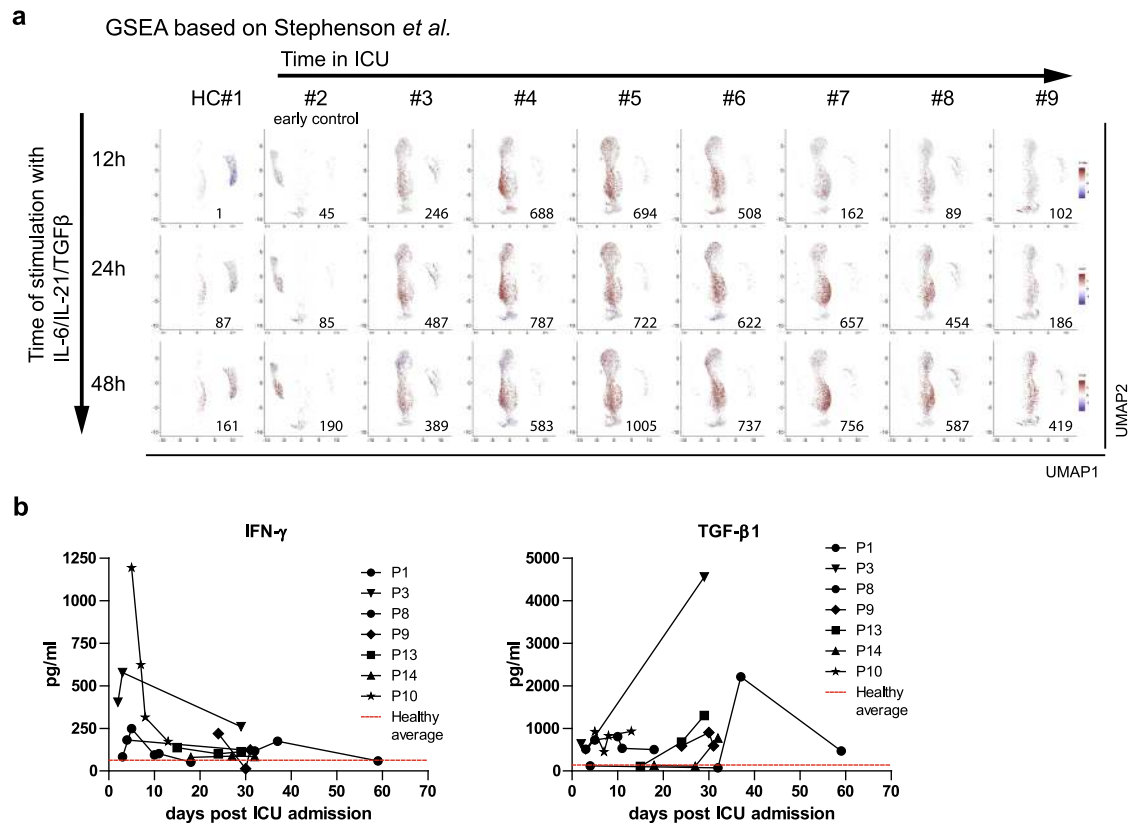 a
GSEA based on Stephenson et al.
Time in ICU
HC#1 #2 #3 #4 #5 #6 #7 #8 #9
early control
Time of stimulation with
IL-6/IL-21/TGFβ
12h
1 45 246 688 694 508 162 89 102
24h
87 85 487 787 722 622 657 454 186
48h
161 190 389 583 1005 737 756 587 419
UMAP2
UMAP1
b
IFN-γ
pg/ml
1250
1000
750
500
250
0
0 10 20 30 40 50 60 70
days post ICU admission
P1
P3
P8
P9
P13
P14
P10
Healthy
average
TGF-β1
pg/ml
5000
4000
3000
2000
1000
0
0 10 20 30 40 50 60 70
days post ICU admission
P1
P3
P8
P9
P13
P14
P10
Healthy
average